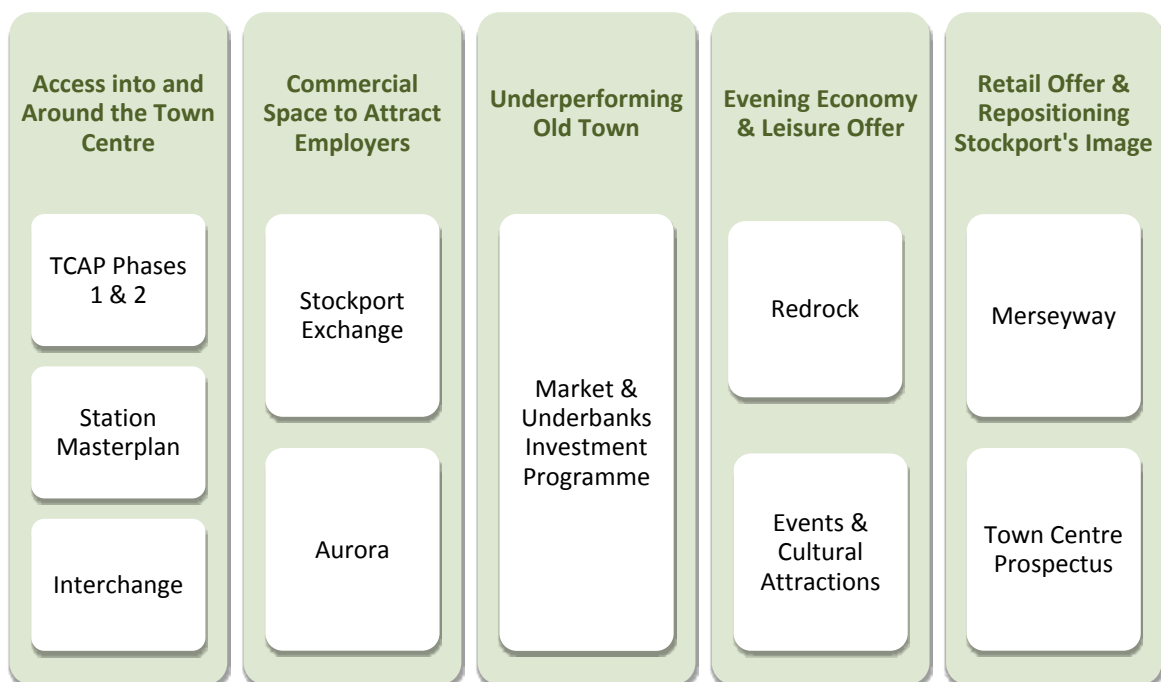 Access into and
Around the Town
Centre
TCAP Phases
1 & 2
Station
Masterplan
Interchange
Commercial
Space to Attract
Employers
Stockport
Exchange
Aurora
Underperforming
Old Town
Market &
Underbanks
Investment
Programme
Evening Economy
& Leisure Offer
Redrock
Events &
Cultural
Attractions
Retail Offer &
Repositioning
Stockport's Image
Merseyway
Town Centre
Prospectus